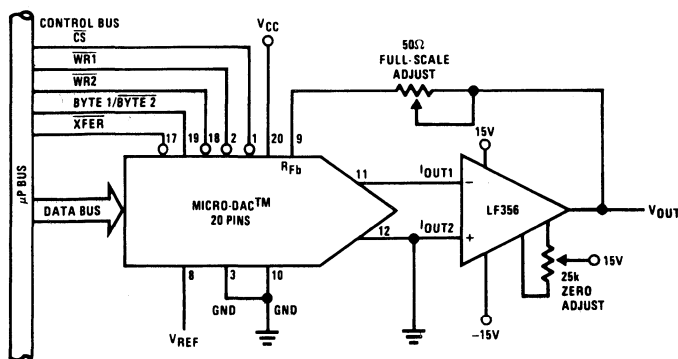 CONTROL BUS
CS
WR1
WR2
BYTE 1/BYTE 2
XFER
17
19
18
2
1
20
9
VCC
50Ω
FULL-SCALE
ADJUST
RFb
µP BUS
DATA BUS
MICRO-DAC™
20 PINS
11
IOUT1
12
IOUT2
15V
−
+
LF356
VOUT
15V
25k
ZERO
ADJUST
−15V
8
3
10
GND
GND
VREF